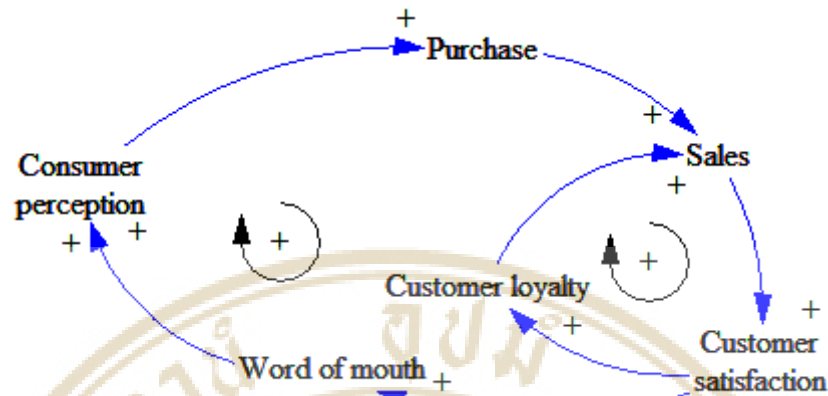 +
Purchase
+
Sales
Consumer
perception
+
+
+
+
+
Customer loyalty
+
+
Customer
satisfaction
Word of mouth
+